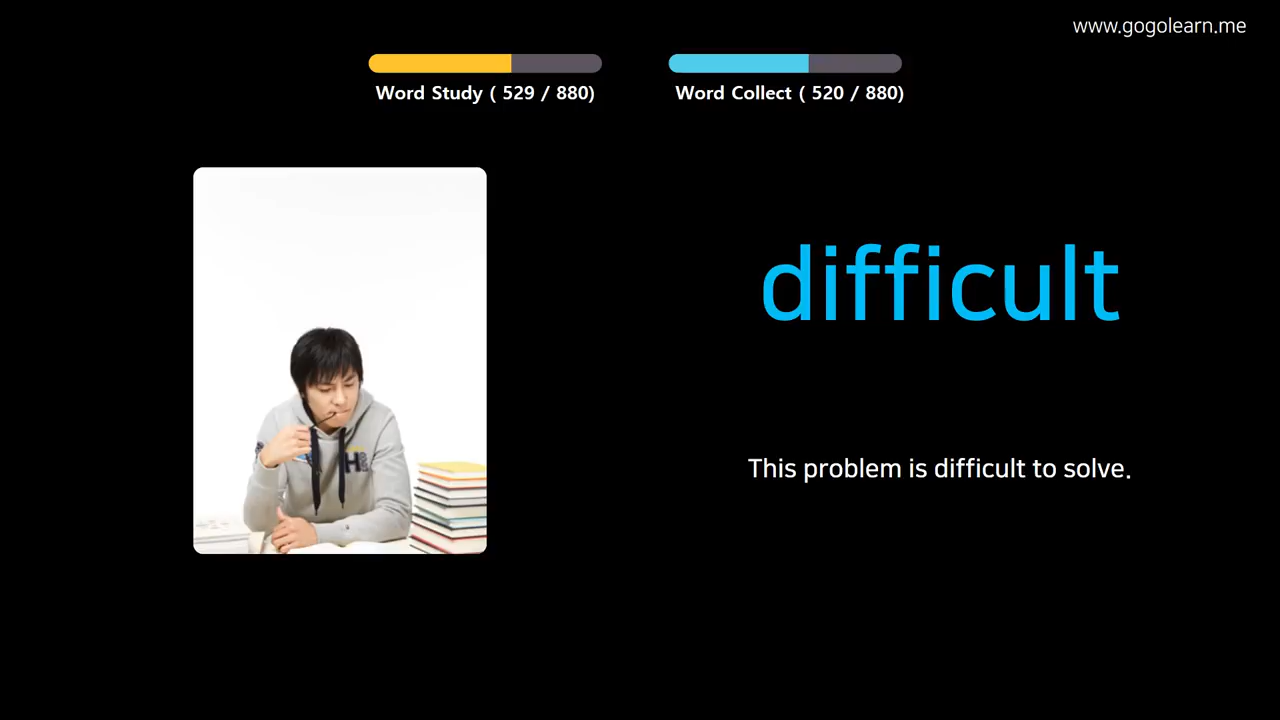 www.gogolearn.me
Word Study ( 529 / 880)
Word Collect ( 520 / 880)
difficult
This problem is difficult to solve.
H